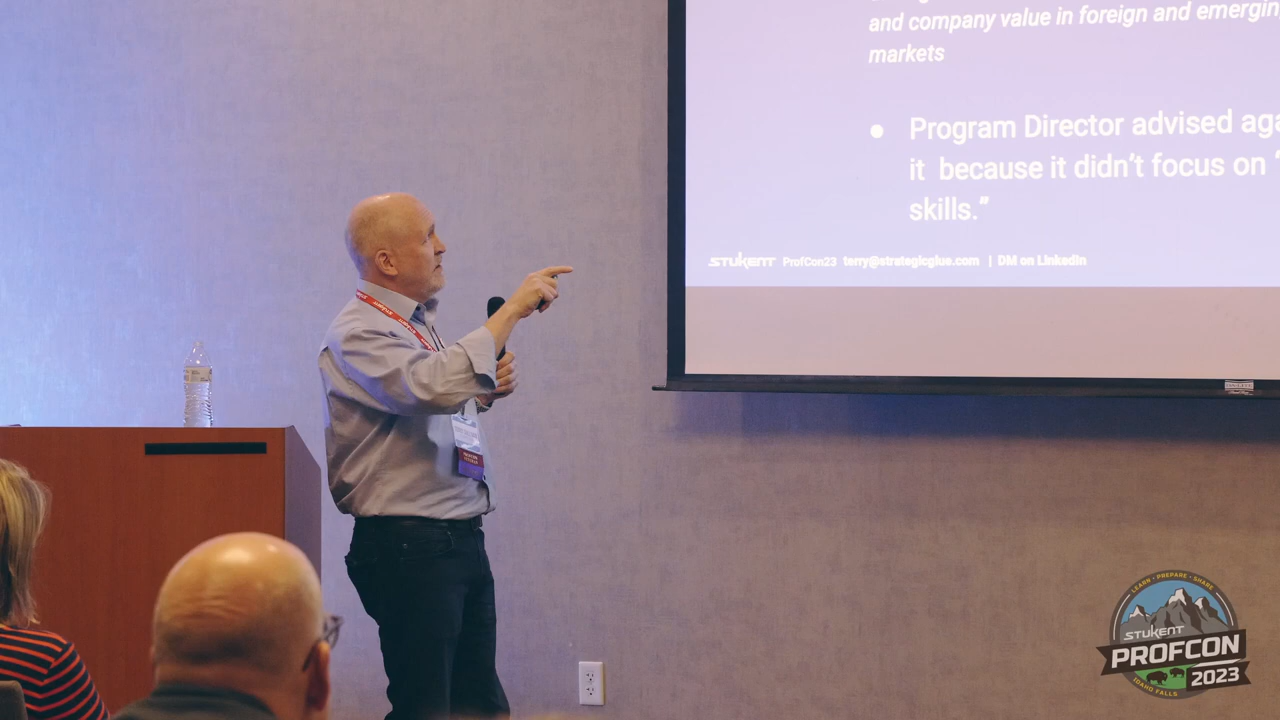 and company value in foreign and emergin
markets
● Program Director advised aga
it because it didn't focus on "
skills."
STUKENT ProfCon23 terry@strategicglue.com | DM on LinkedIn
LEARN · PREPARE · SHARE
STUKENT
PROFCON
2023
IDAHO FALLS